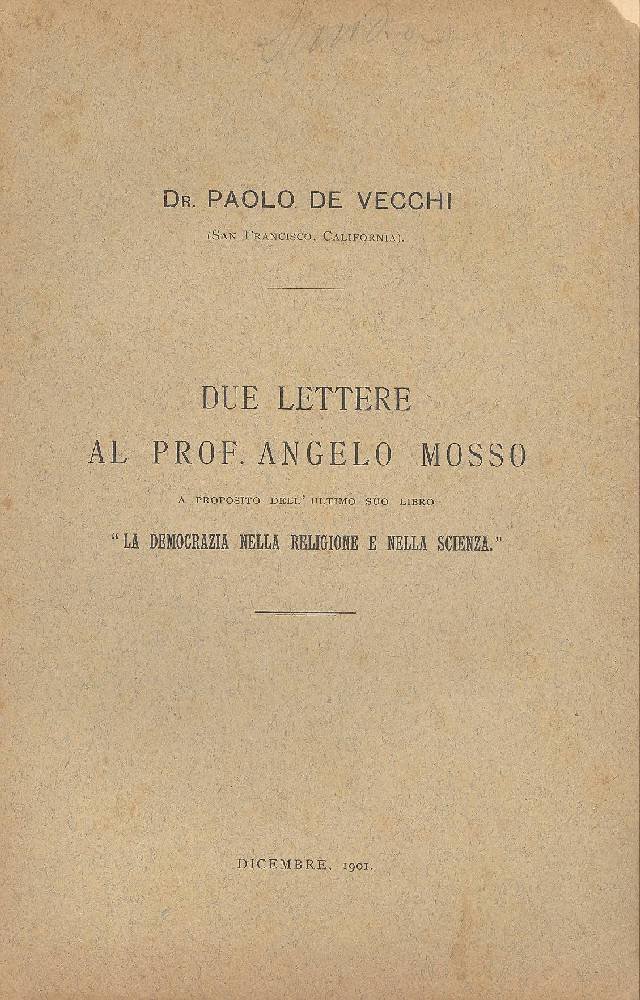 DR. PAOLO DE VECCHI
(SAN FRANCISCO, CALIFORNIA).
DUE LETTERE
AL PROF. ANGELO MOSSO
A PROPOSITO DELL' ULTIMO SUO LIBRO
“LA DEMOCRAZIA NELLA RELIGIONE E NELLA SCIENZA.”
DICEMBRE, 1901.